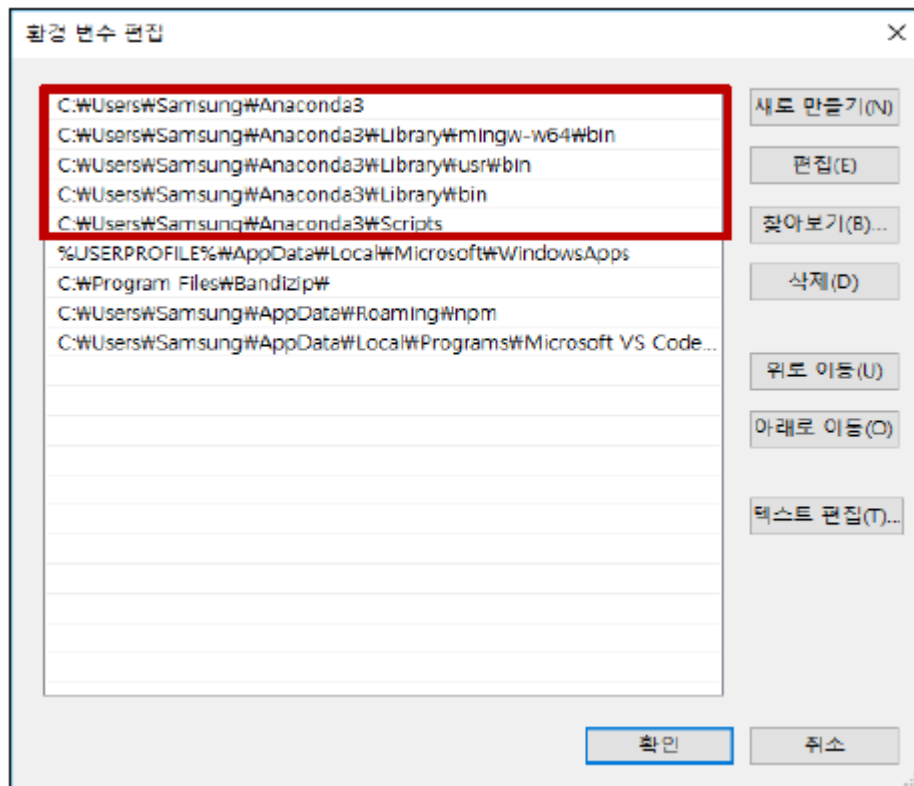 환경 변수 편집
C:₩Users₩Samsung₩Anaconda3
C:₩Users₩Samsung₩Anaconda3₩Library₩mingw-w64₩bin
C:₩Users₩Samsung₩Anaconda3₩Library₩usr₩bin
C:₩Users₩Samsung₩Anaconda3₩Library₩bin
C:₩Users₩Samsung₩Anaconda3₩Scripts
%USERPROFILE%₩AppData₩Local₩Microsoft₩WindowsApps
C:₩Program Files₩Bandizip₩
C:₩Users₩Samsung₩AppData₩Roaming₩npm
C:₩Users₩Samsung₩AppData₩Local₩Programs₩Microsoft VS Code...
새로 만들기(N)
편집(E)
찾아보기(B)...
삭제(D)
위로 이동(U)
아래로 이동(O)
텍스트 편집(T)...
확인
취소